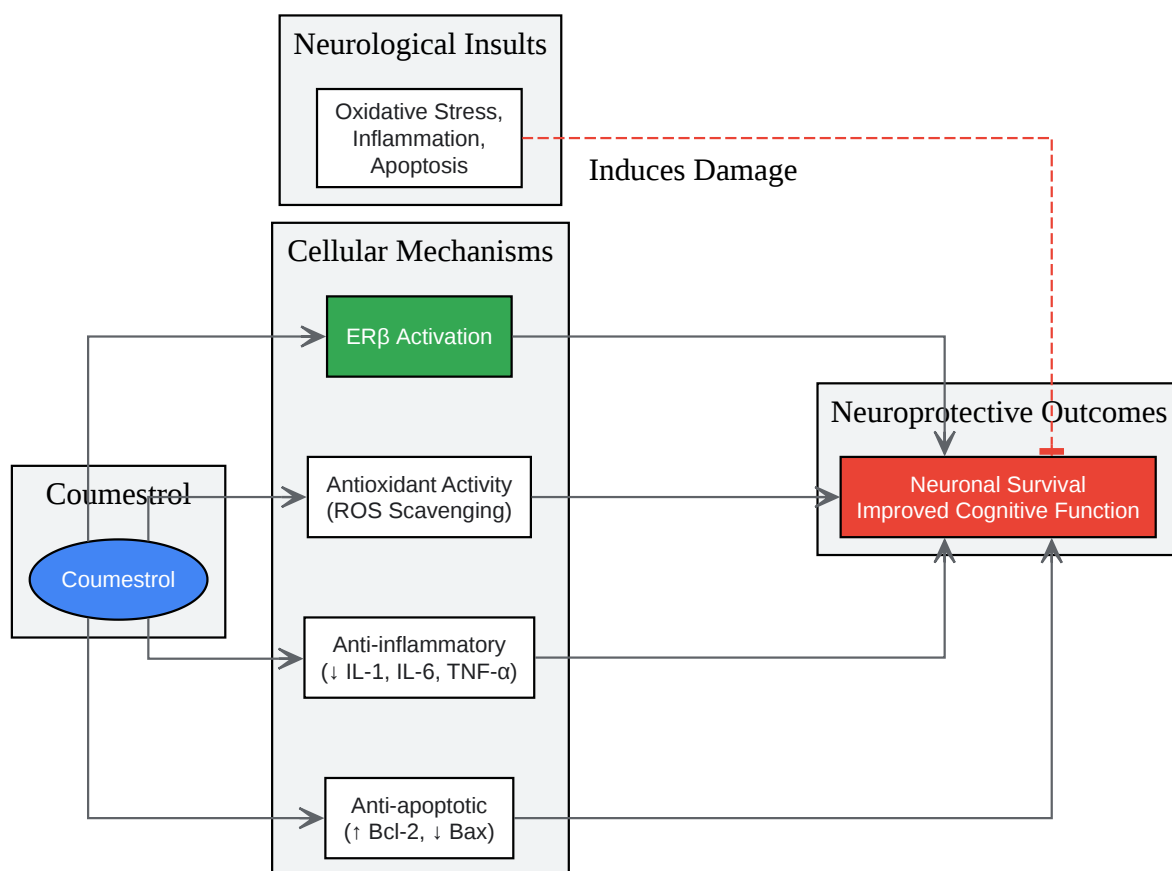 Neurological Insults
Oxidative Stress,
Inflammation,
Apoptosis
Induces Damage
Cellular Mechanisms
ERβ Activation
Neuroprotective Outcomes
Coumestrol
Antioxidant Activity
(ROS Scavenging)
Neuronal Survival
Improved Cognitive Function
Coumestrol
Anti-inflammatory
(↓ IL-1, IL-6, TNF-α)
Anti-apoptotic
(↑ Bcl-2, ↓ Bax)